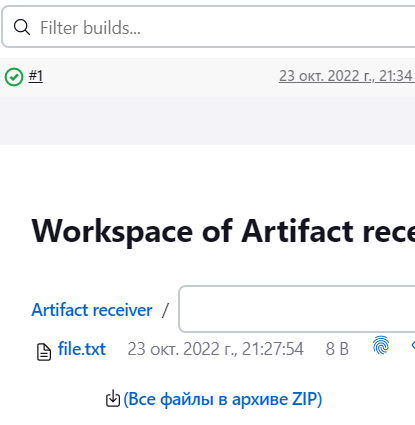 Filter builds...
#1 23 окт. 2022 г., 21:34
Workspace of Artifact
Artifact receiver /
file.txt 23 окт. 2022 г., 21:27:54 8 B
(Все файлы в архиве ZIP)